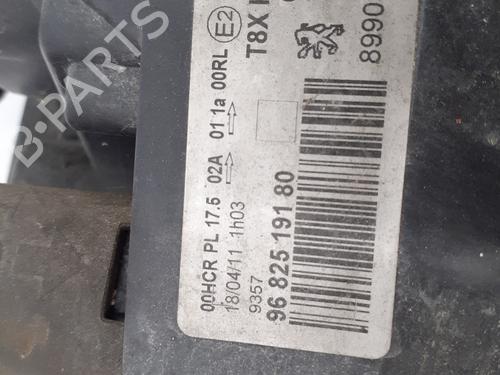 T8X
8990
00HCR PL 17.5 02A 01 1a 00RL E2
18/04/11 1h03
9357
96 825 191 80
B-PARTS